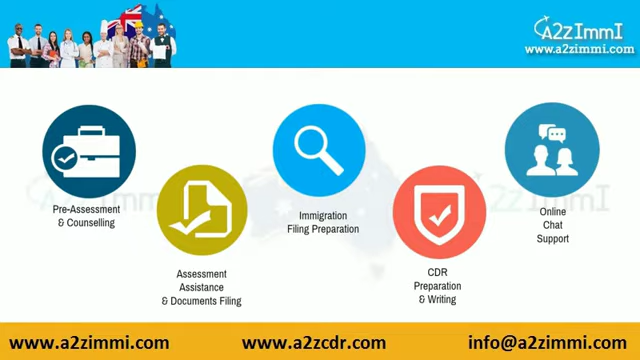 A2zImmI
www.a2zimmi.com
Pre-Assessment
& Counselling
Assessment
Assistance
& Documents Filing
Immigration
Filing Preparation
CDR
Preparation
& Writing
Online
Chat
Support
www.a2zimmi.com
www.a2zcdr.com
info@a2zimmi.com